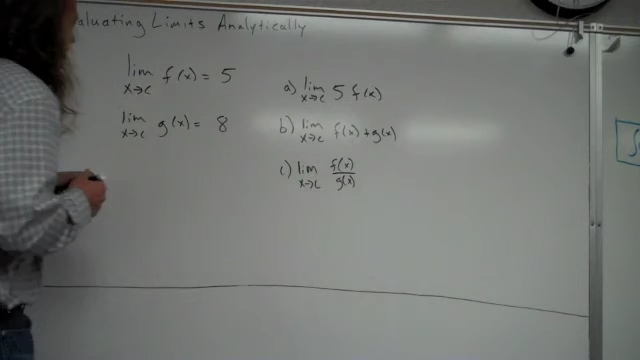 Evaluating Limits Analytically
lim x→c f(x) = 5
lim x→c g(x) = 8
a) lim x→c 5 f(x)
b) lim x→c f(x) + g(x)
c) lim x→c f(x)/g(x)